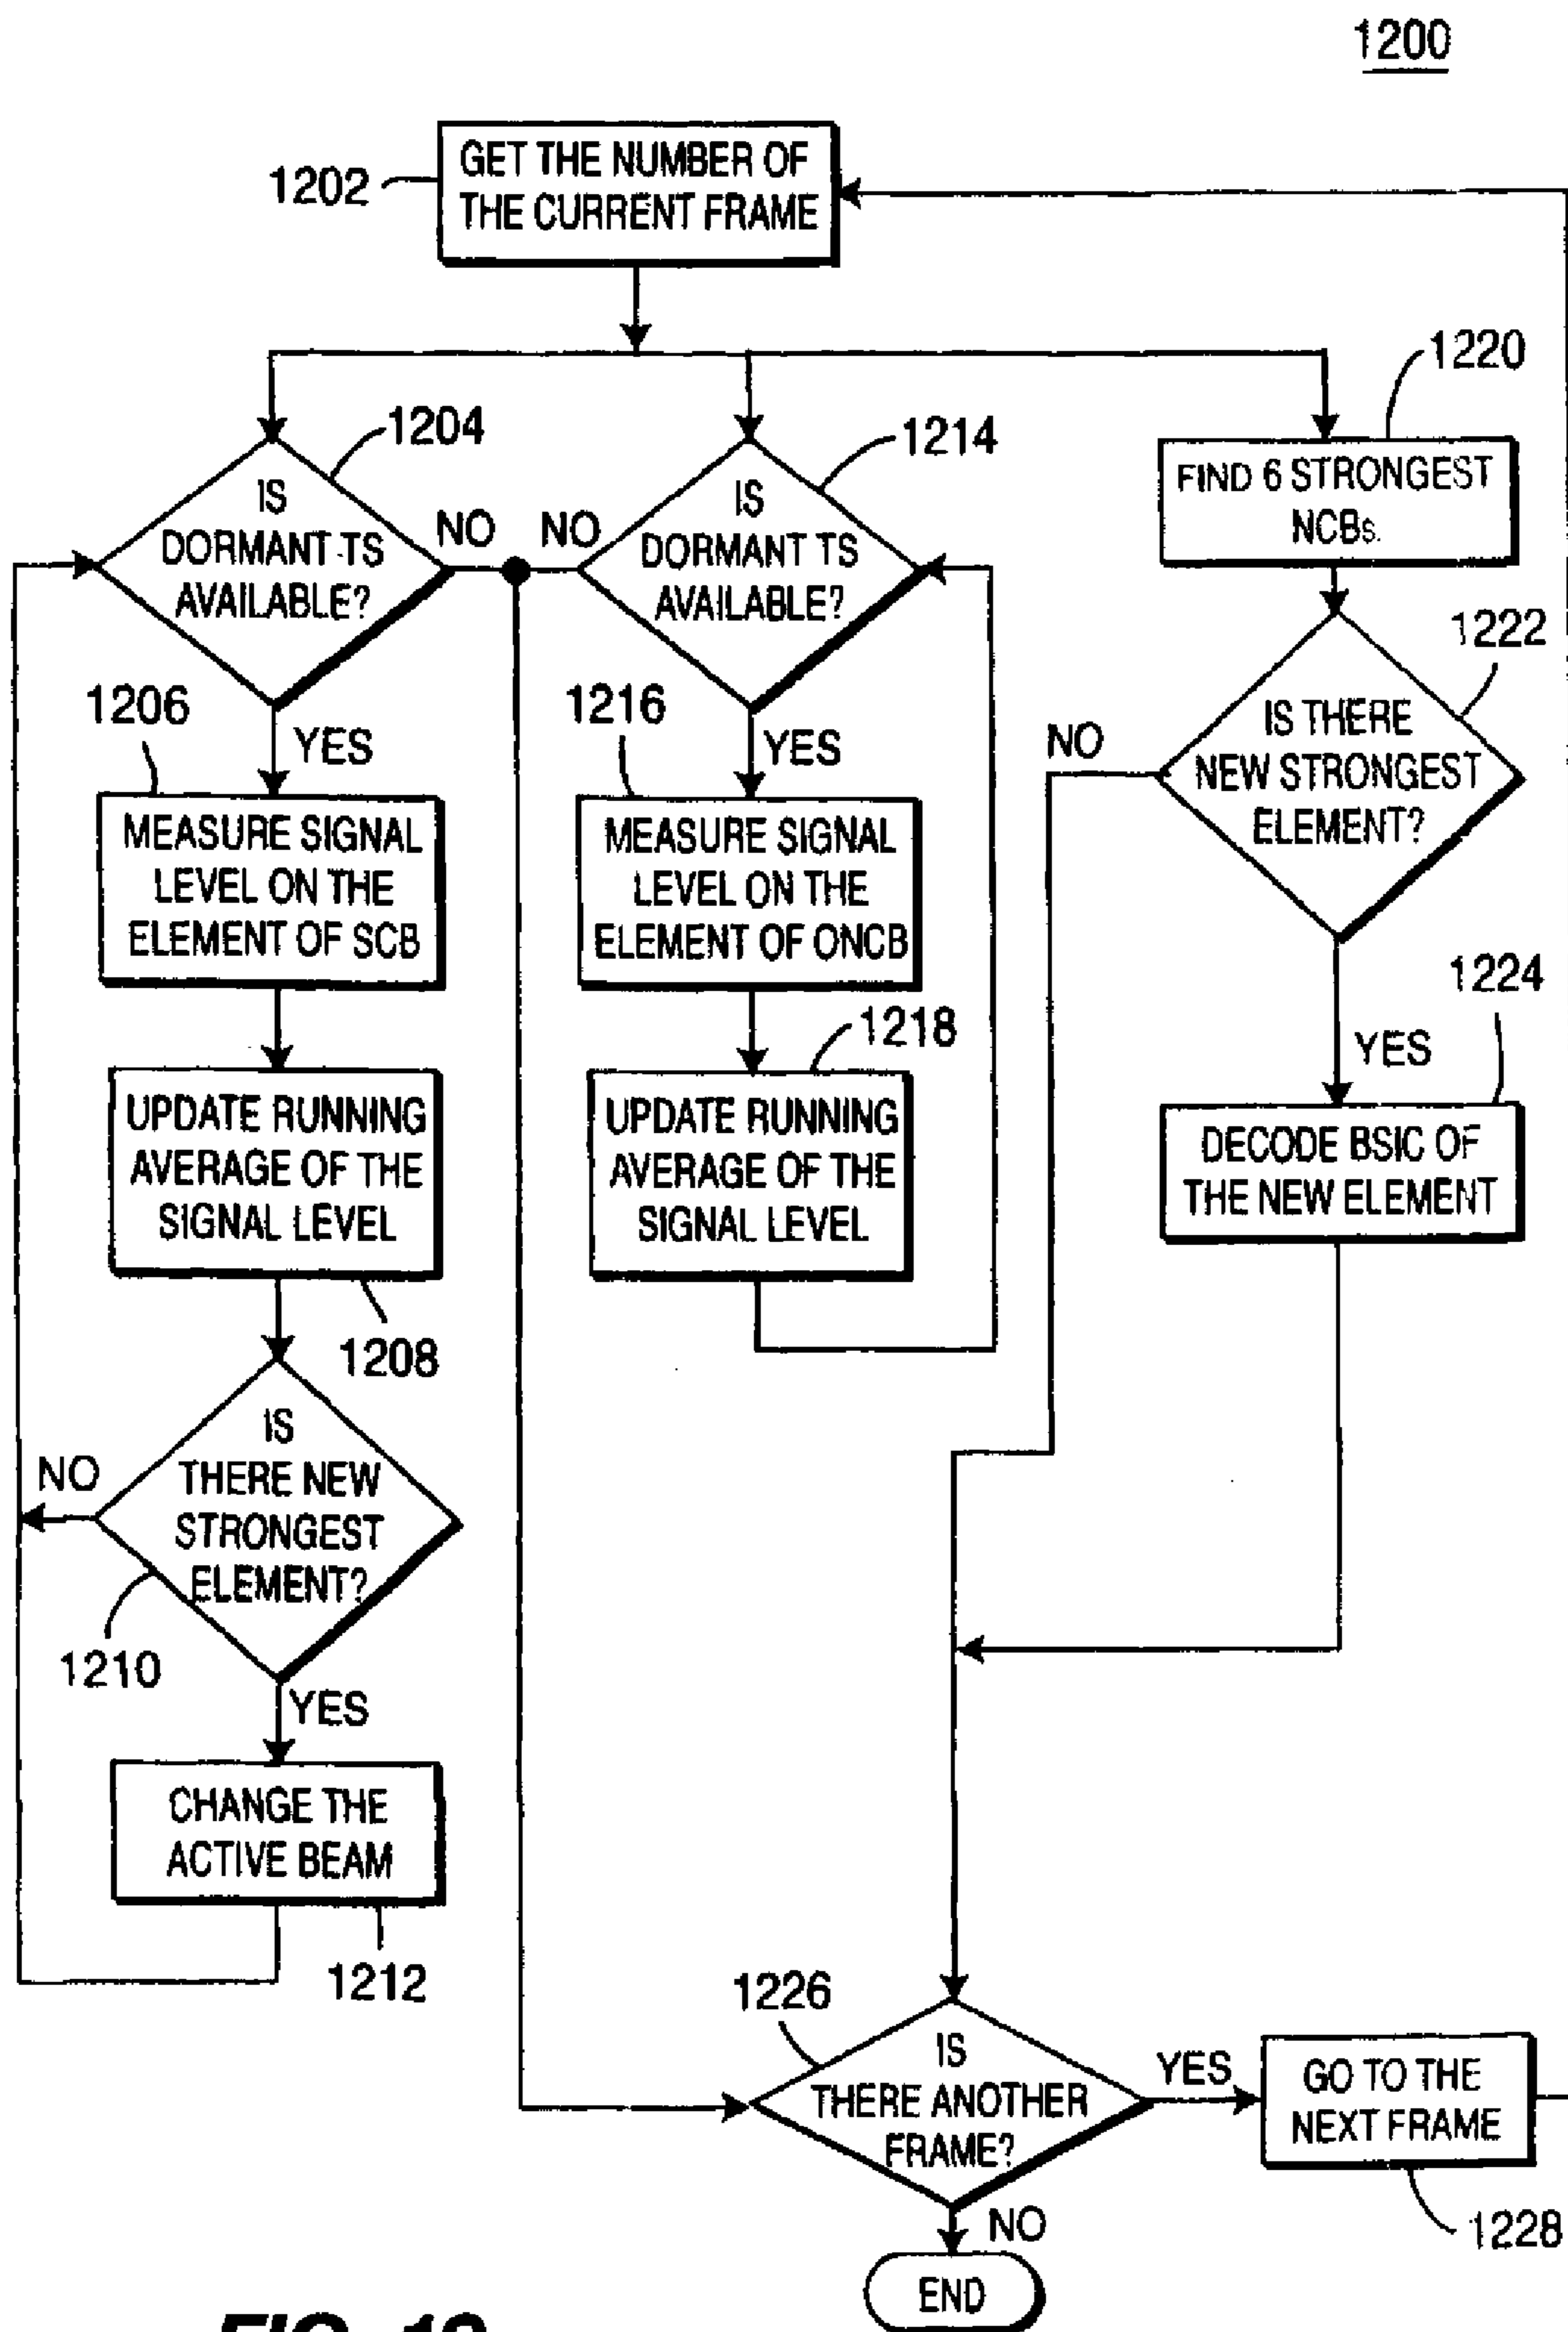 1200
GET THE NUMBER OF
THE CURRENT FRAME
1202
1204
IS
DORMANT TS
AVAILABLE?
NO
YES
1206
MEASURE SIGNAL
LEVEL ON THE
ELEMENT OF SCB
UPDATE RUNNING
AVERAGE OF THE
SIGNAL LEVEL
1208
IS
THERE NEW
STRONGEST
ELEMENT?
NO
1210
YES
CHANGE THE
ACTIVE BEAM
1212
1214
IS
DORMANT TS
AVAILABLE?
NO
YES
1216
MEASURE SIGNAL
LEVEL ON THE
ELEMENT OF ONCB
1218
UPDATE RUNNING
AVERAGE OF THE
SIGNAL LEVEL
1220
FIND 6 STRONGEST
NCBs.
1222
IS THERE
NEW STRONGEST
ELEMENT?
NO
YES
1224
DECODE BSIC OF
THE NEW ELEMENT
1226
IS
THERE ANOTHER
FRAME?
YES
GO TO THE
NEXT FRAME
1228
NO
END
FIG.